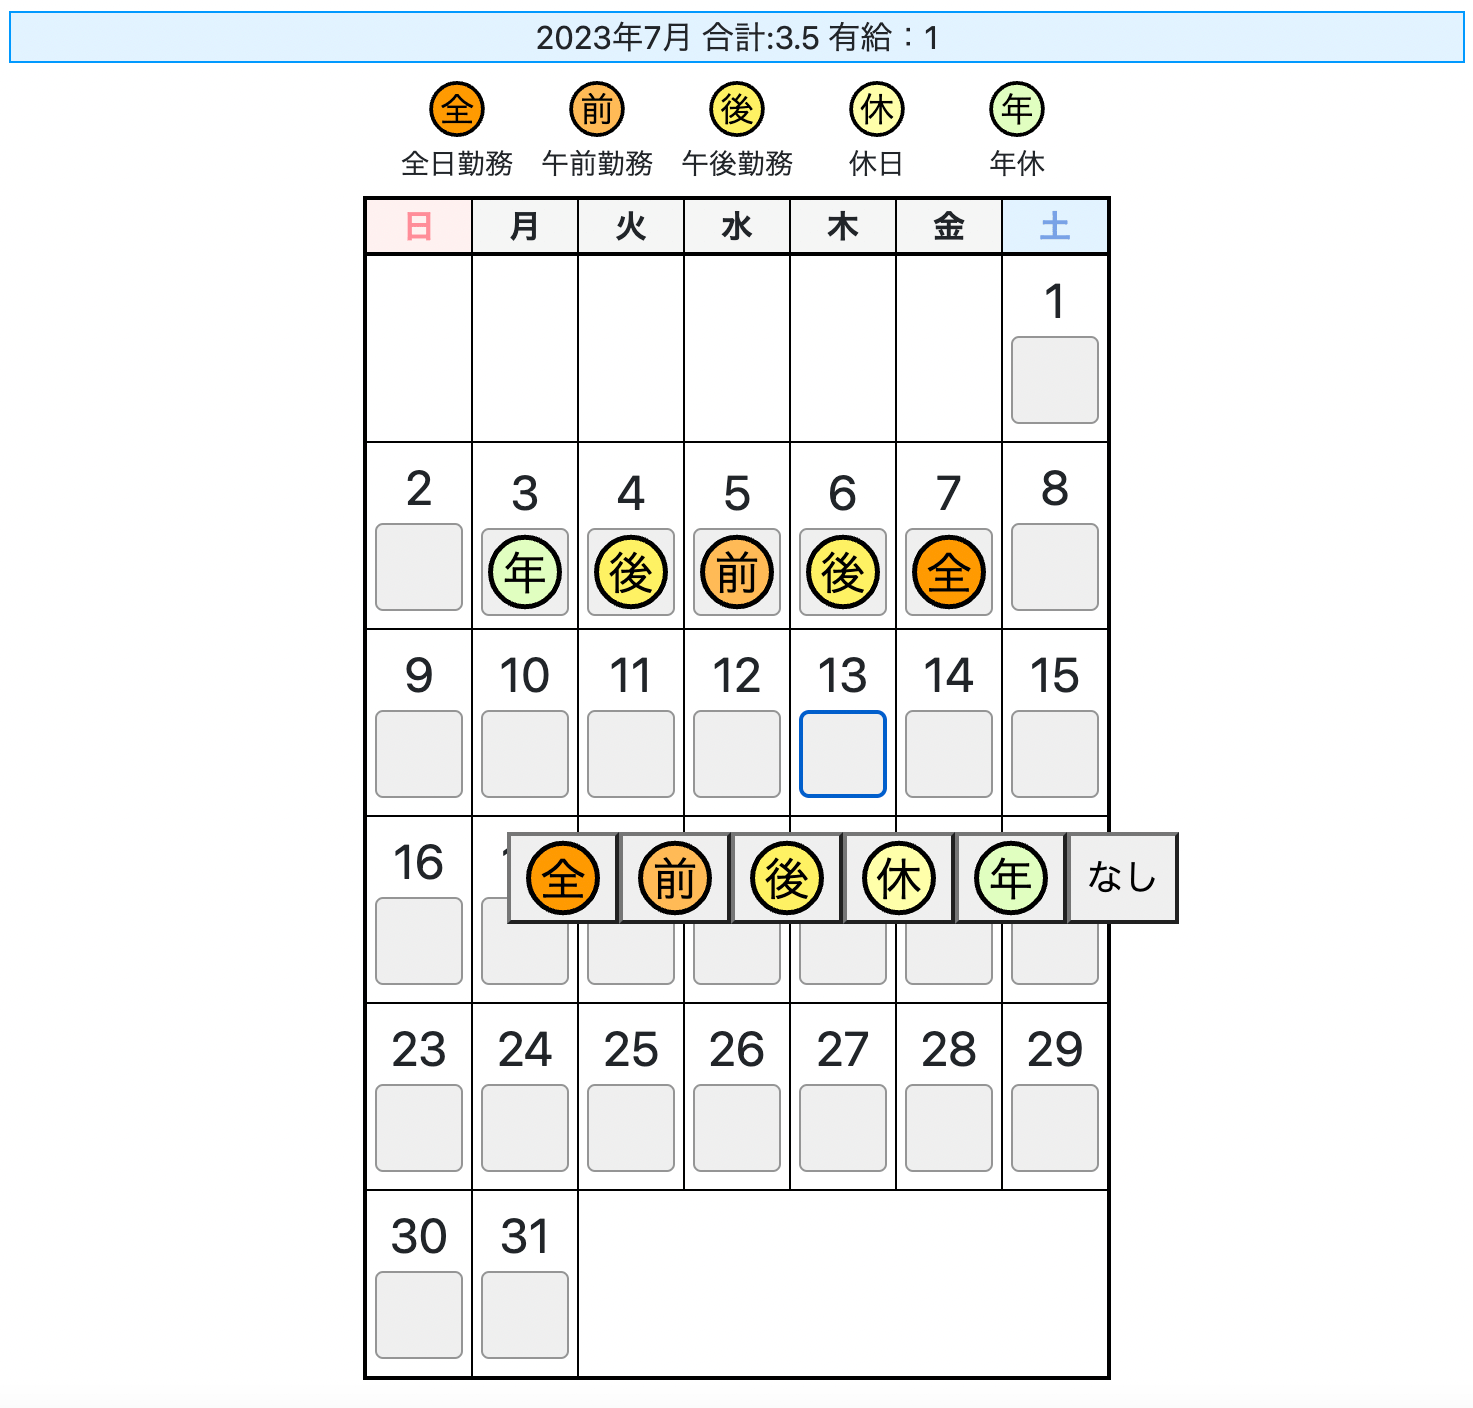 2023年7月 合計:3.5 有給：1
全 前 後 休 年
全日勤務 午前勤務 午後勤務 休日 年休
日 月 火 水 木 金 土
1
2 3 4 5 6 7 8
年 後 前 後 全
9 10 11 12 13 14 15
16
全 前 後 休 年 なし
23 24 25 26 27 28 29
30 31